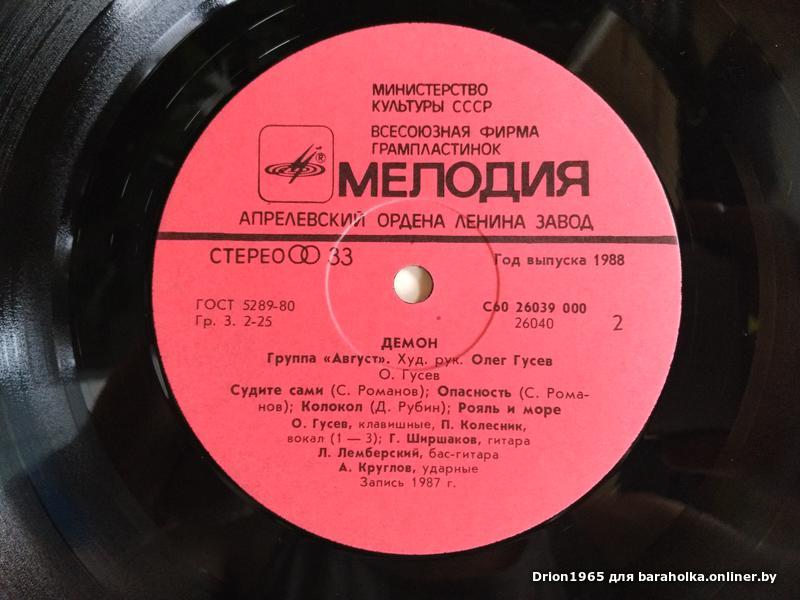 МИНИСТЕРСТВО
КУЛЬТУРЫ СССР
ВСЕСОЮЗНАЯ ФИРМА
ГРАМПЛАСТИНОК
®
МЕЛОДИЯ
АПРЕЛЕВСКИЙ ОРДЕНА ЛЕНИНА ЗАВОД
СТЕРЕО 33
Год выпуска 1988
ГОСТ 5289-80
Гр. 3. 2-25
С60 26039 000
26040
2
ДЕМОН
Группа «Август». Худ. рук. Олег Гусев
О. Гусев
Судите сами (С. Романов); Опасность (С. Рома-
нов); Колокол (Д. Рубин); Рояль и море
О. Гусев, клавишные, П. Колесник,
вокал (1 — 3); Г. Ширшаков, гитара
Л. Лемберский, бас-гитара
А. Круглов, ударные
Запись 1987 г.
Drion1965 для baraholka.onliner.by